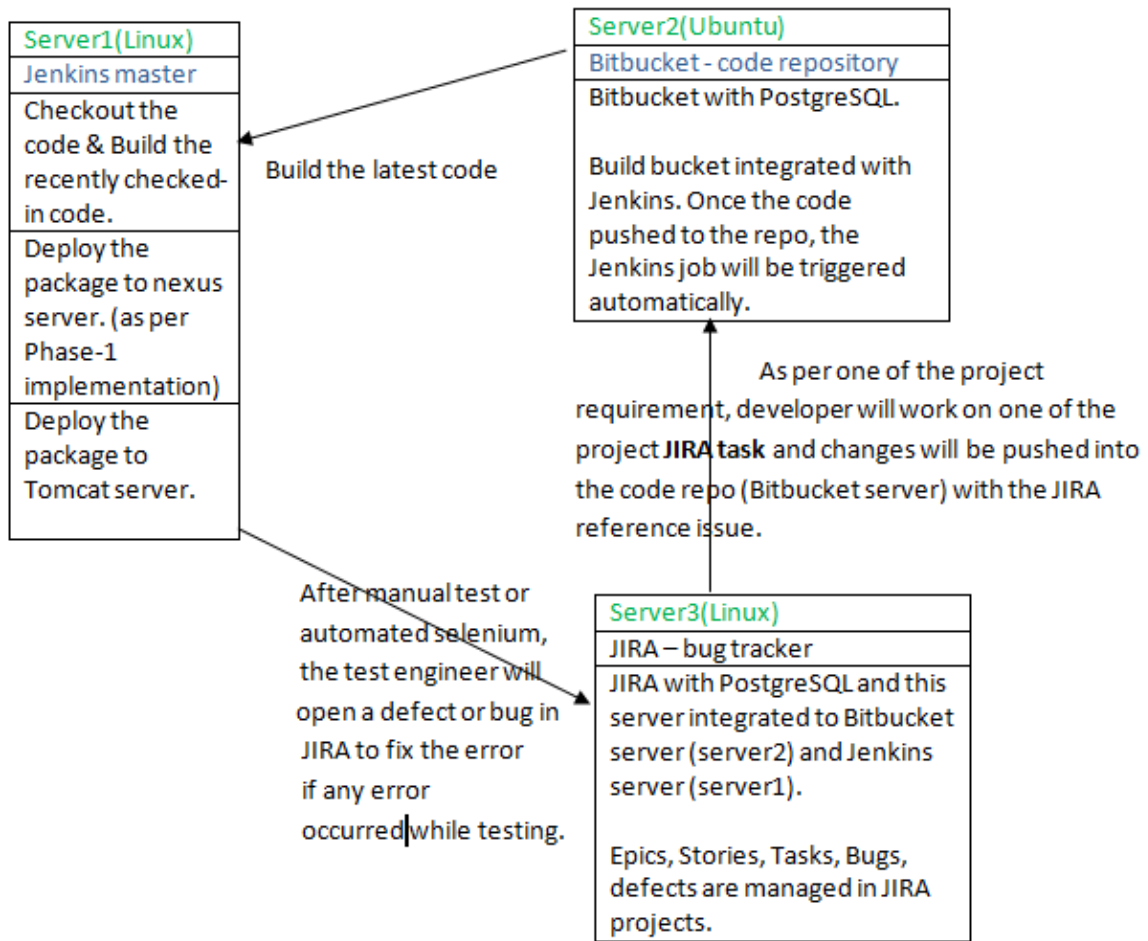 Server1(Linux)
Jenkins master
Checkout the
code & Build the
recently checked-
in code.
Deploy the
package to nexus
server. (as per
Phase-1
implementation)
Deploy the
package to
Tomcat server.
Build the latest code
Server2(Ubuntu)
Bitbucket - code repository
Bitbucket with PostgreSQL.
Build bucket integrated with
Jenkins. Once the code
pushed to the repo, the
Jenkins job will be triggered
automatically.
As per one of the project
requirement, developer will work on one of the
project JIRA task and changes will be pushed into
the code repo (Bitbucket server) with the JIRA
reference issue.
After manual test or
automated selenium,
the test engineer will
open a defect or bug in
JIRA to fix the error
if any error
occurred while testing.
Server3(Linux)
JIRA – bug tracker
JIRA with PostgreSQL and this
server integrated to Bitbucket
server (server2) and Jenkins
server (server1).
Epics, Stories, Tasks, Bugs,
defects are managed in JIRA
projects.